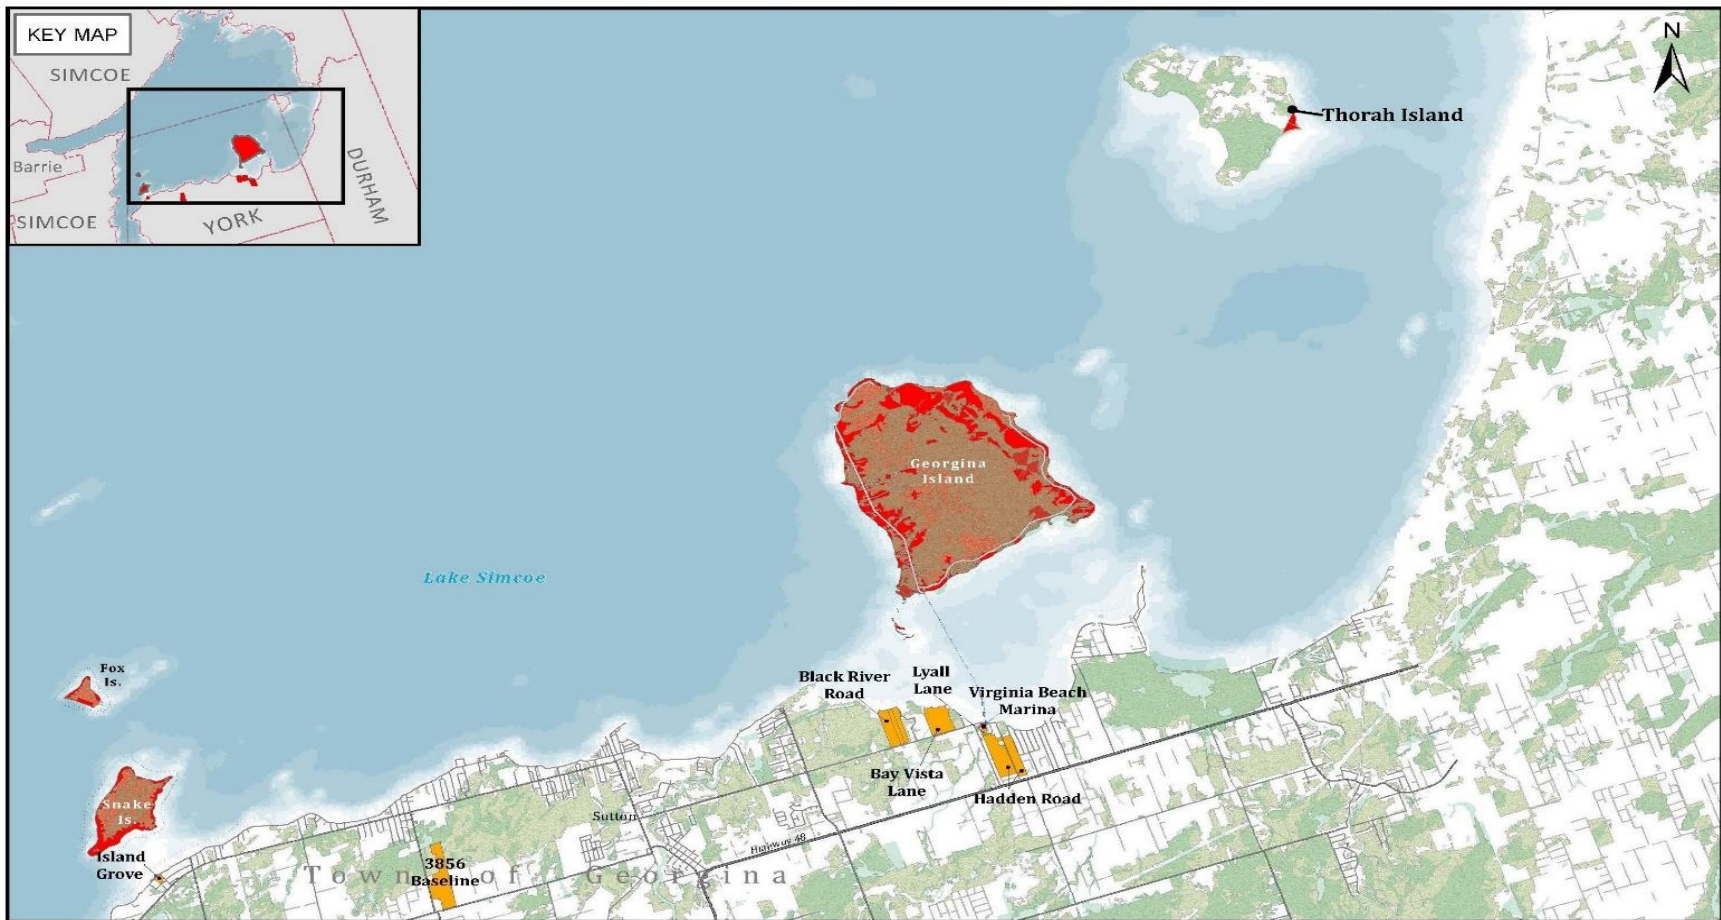 KEY MAP
SIMCOE
Barrie
SIMCOE
YORK
DURHAM
N
Thorah Island
Georgina
Island
Lake Simcoe
Fox
Is.
Snake
Is.
Island
Grove
3856
Baseline
Town of Georgina
Sutton
Highway 48
Black River
Road
Lyall
Lane
Virginia Beach
Marina
Bay Vista
Lane
Hadden Road